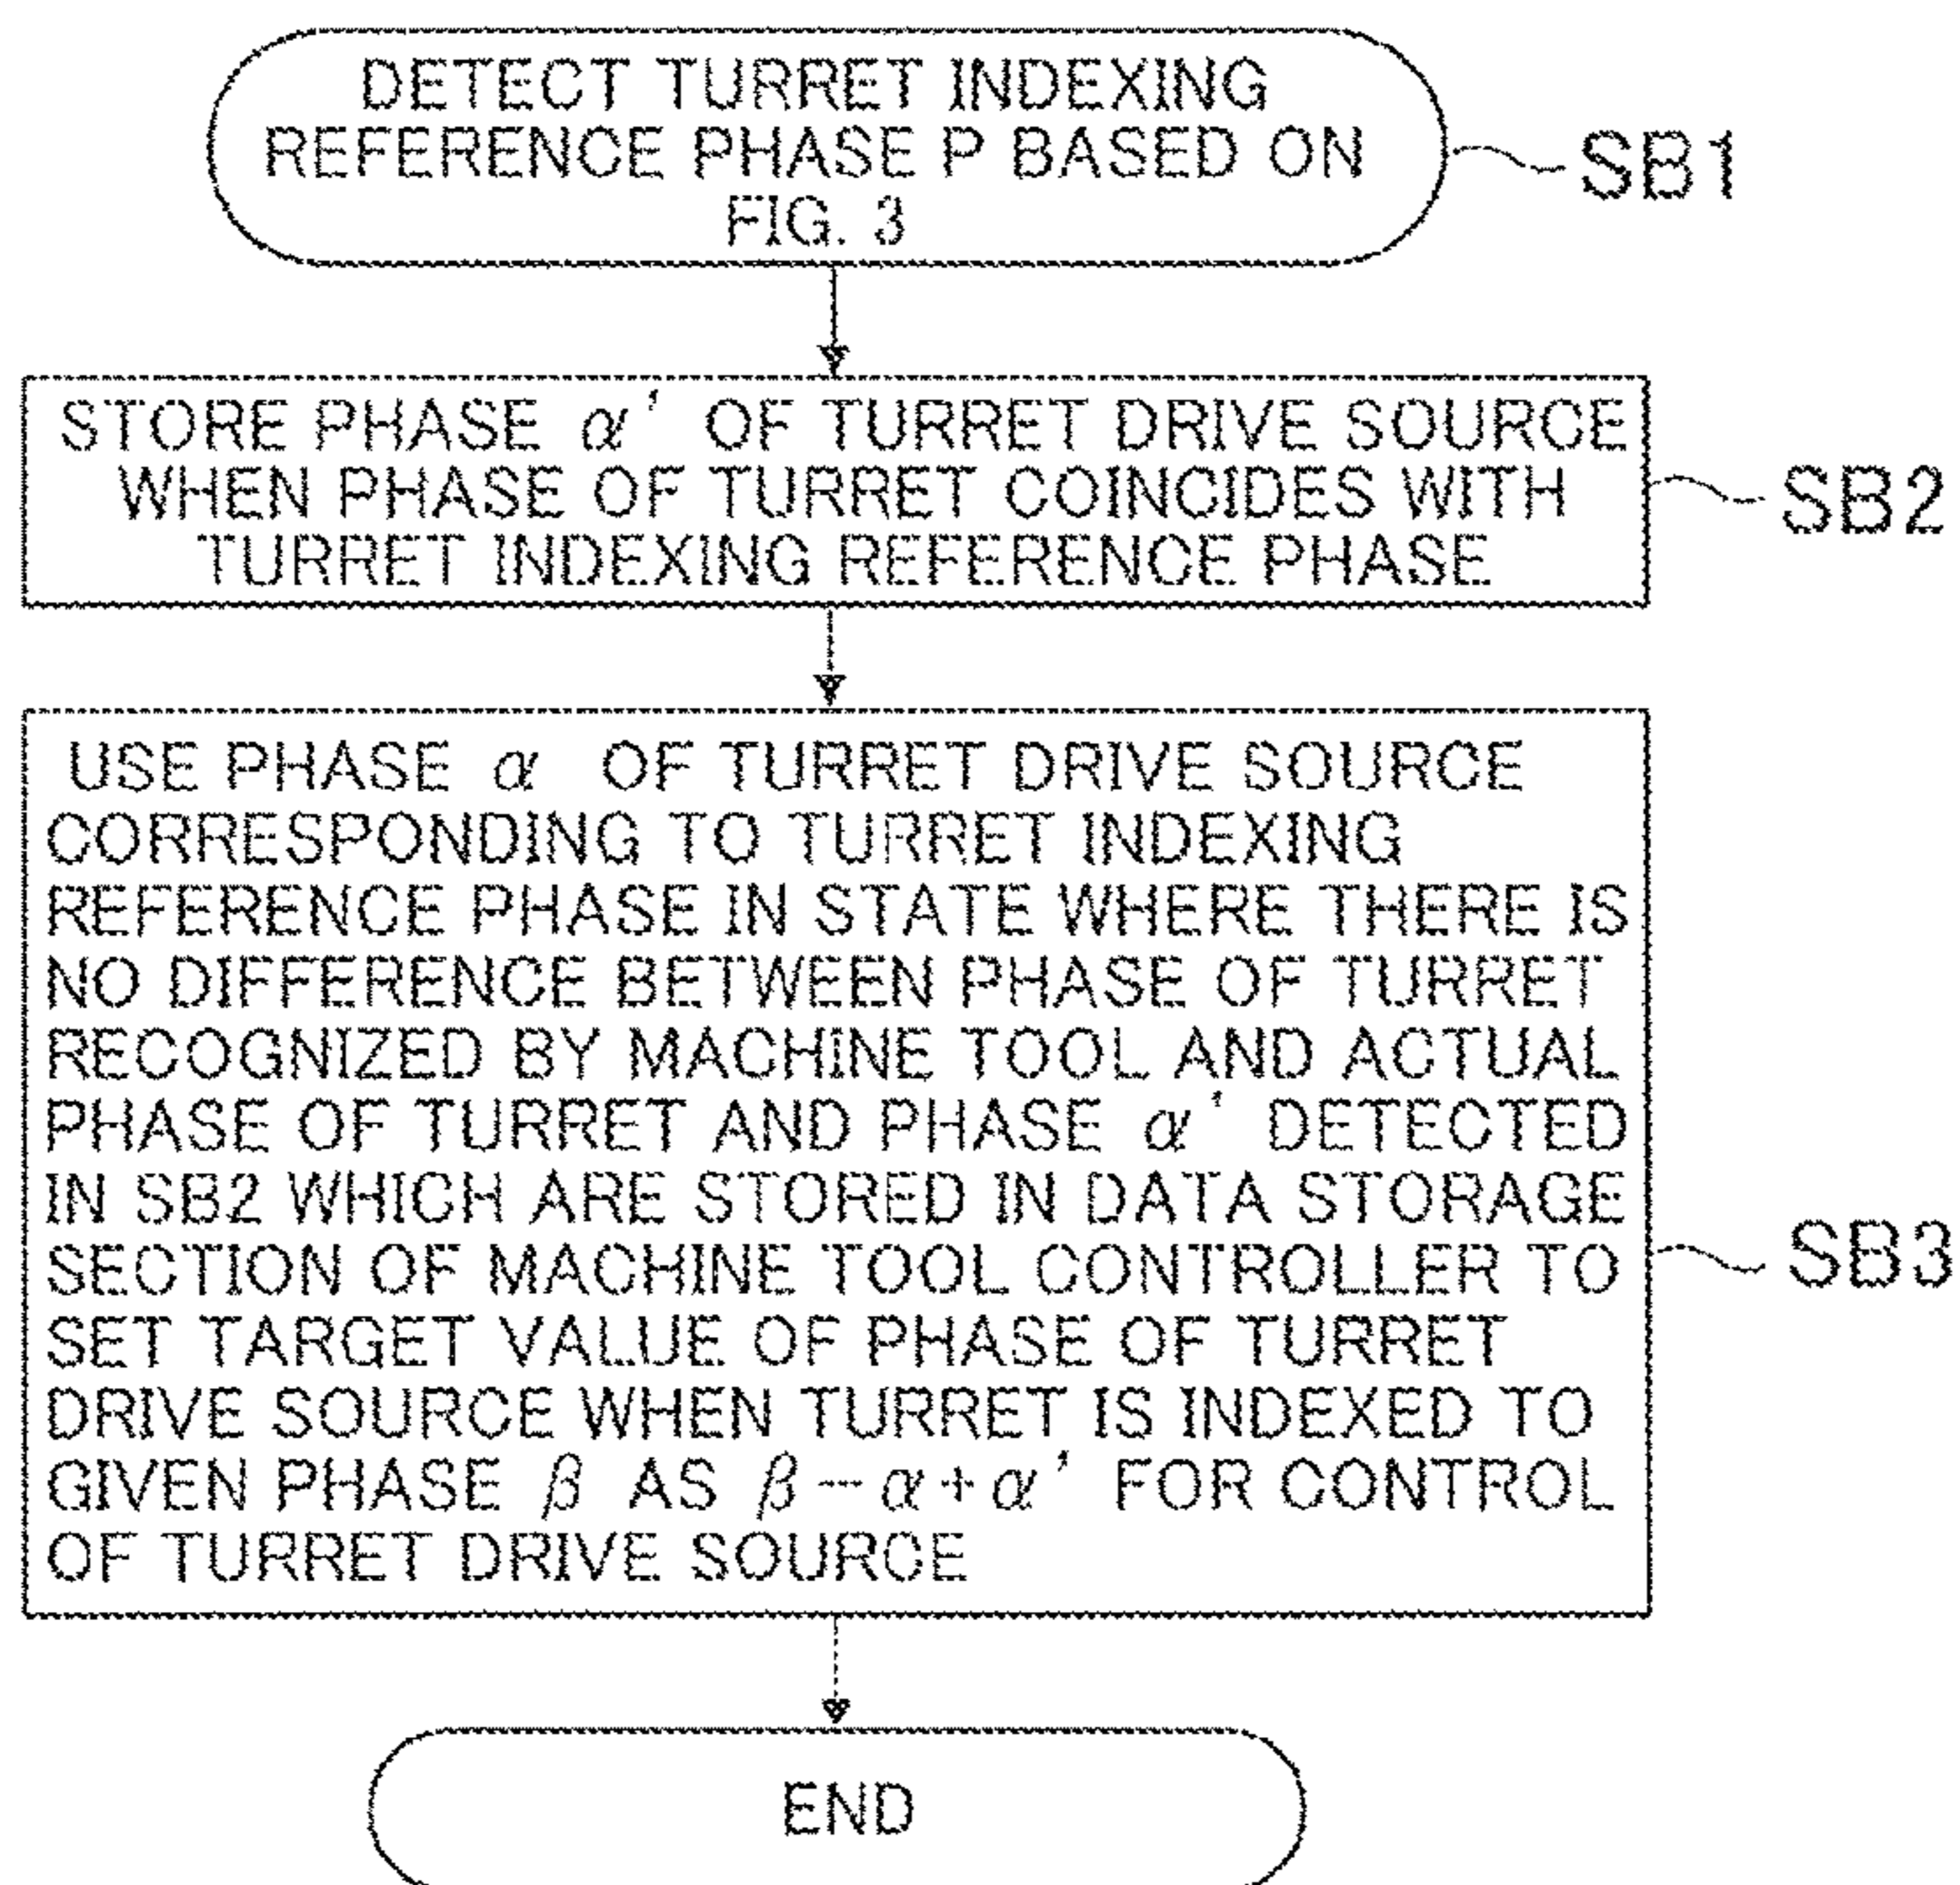 DETECT TURRET INDEXING
REFERENCE PHASE P BASED ON
FIG. 3
SB1
STORE PHASE α' OF TURRET DRIVE SOURCE
WHEN PHASE OF TURRET COINCIDES WITH
TURRET INDEXING REFERENCE PHASE
SB2
USE PHASE α OF TURRET DRIVE SOURCE
CORRESPONDING TO TURRET INDEXING
REFERENCE PHASE IN STATE WHERE THERE IS
NO DIFFERENCE BETWEEN PHASE OF TURRET
RECOGNIZED BY MACHINE TOOL AND ACTUAL
PHASE OF TURRET AND PHASE α' DETECTED
IN SB2 WHICH ARE STORED IN DATA STORAGE
SECTION OF MACHINE TOOL CONTROLLER TO
SET TARGET VALUE OF PHASE OF TURRET
DRIVE SOURCE WHEN TURRET IS INDEXED TO
GIVEN PHASE β AS β-α+α' FOR CONTROL
OF TURRET DRIVE SOURCE
SB3
END